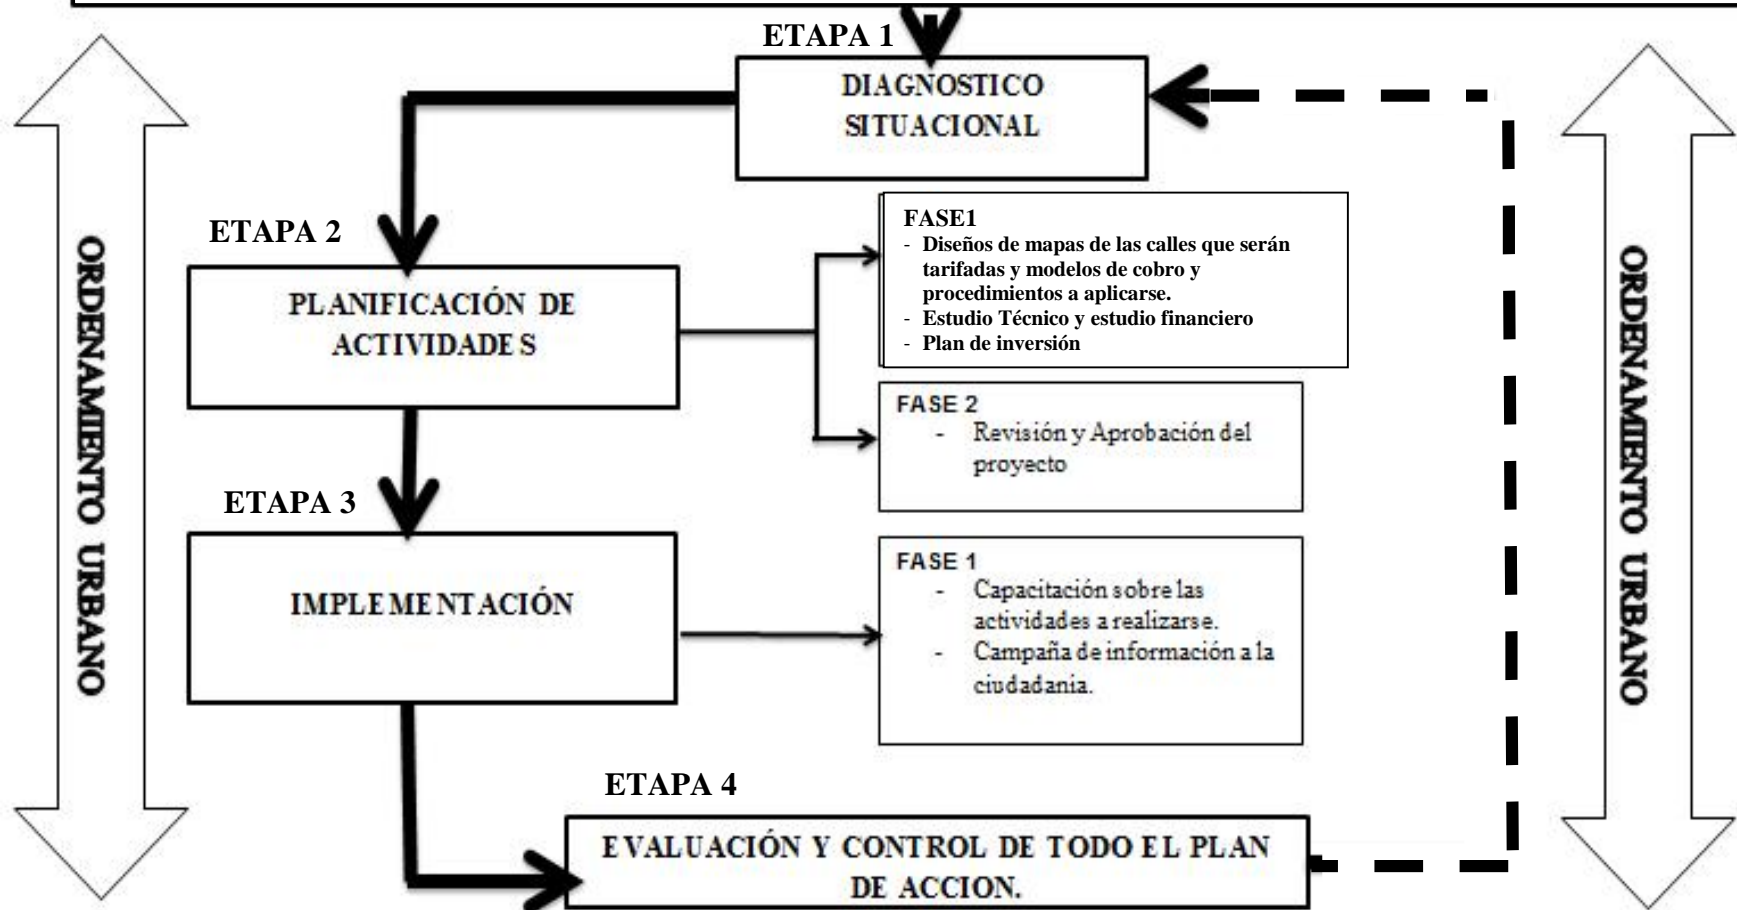 ETAPA 1
DIAGNOSTICO
SITUACIONAL
ORDENAMIENTO URBANO
ETAPA 2
PLANIFICACIÓN DE
ACTIVIDADES
FASE1
- Diseños de mapas de las calles que serán
tarifadas y modelos de cobro y
procedimientos a aplicarse.
- Estudio Técnico y estudio financiero
- Plan de inversión
FASE 2
- Revisión y Aprobación del
proyecto
ETAPA 3
IMPLEMENTACIÓN
FASE 1
- Capacitación sobre las
actividades a realizarse.
- Campaña de información a la
ciudadania.
ETAPA 4
EVALUACIÓN Y CONTROL DE TODO EL PLAN
DE ACCION.
ORDENAMIENTO URBANO